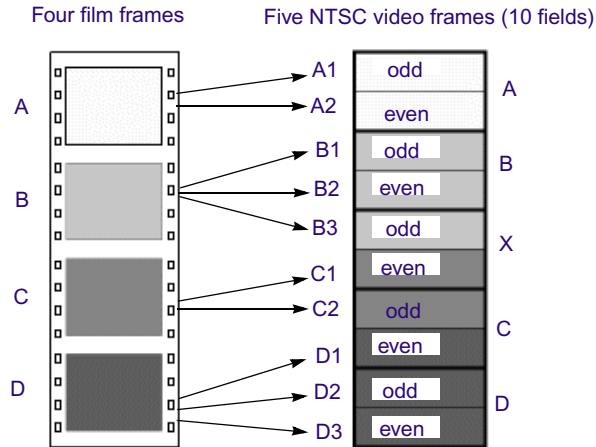 Four film frames
Five NTSC video frames (10 fields)
A
B
C
D
A1
A2
B1
B2
B3
C1
C2
D1
D2
D3
odd
even
odd
even
odd
even
odd
even
odd
even
A
B
X
C
D